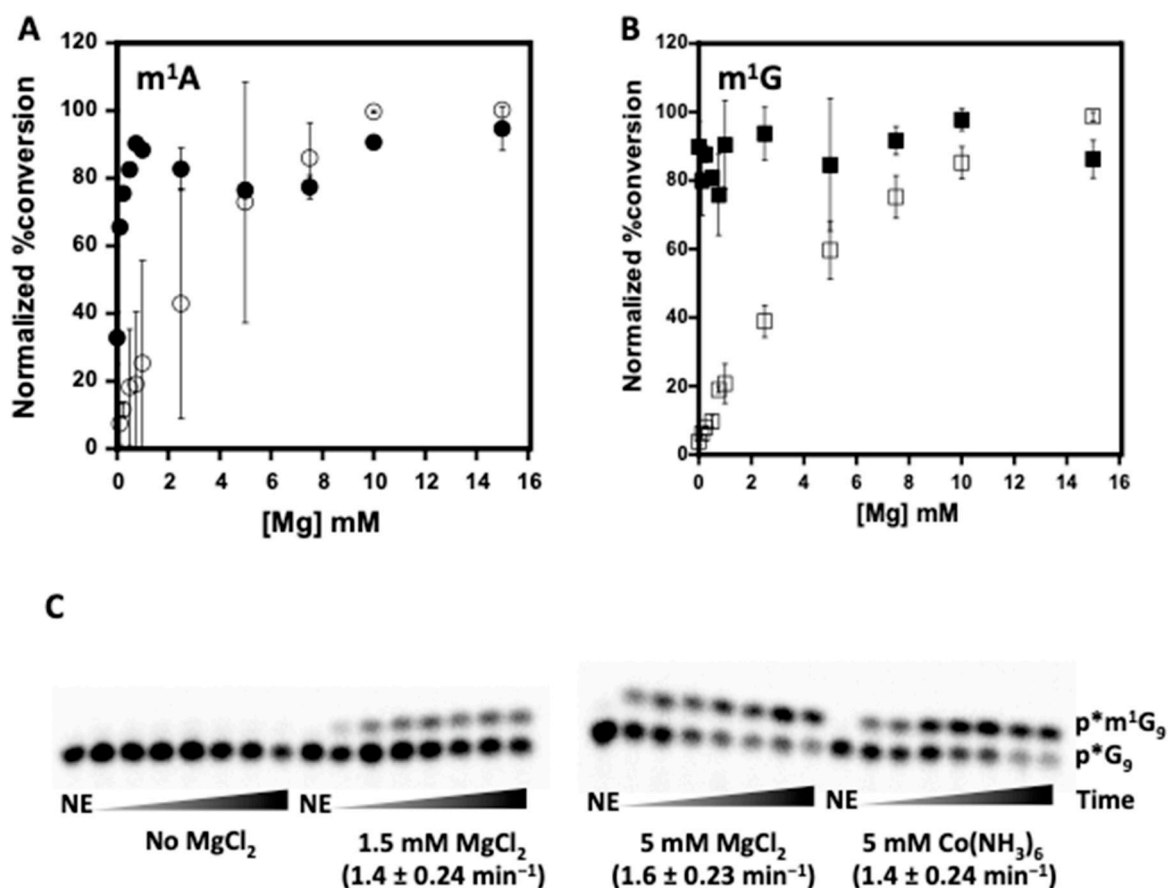 A
B
120
100
80
60
40
20
0
Normalized %conversion
m¹A
0 2 4 6 8 10 12 14 16
[Mg] mM
120
100
80
60
40
20
0
Normalized %conversion
m¹G
0 2 4 6 8 10 12 14 16
[Mg] mM
C
p*m¹G₉
p*G₉
NE NE NE NE Time
No MgCl₂ 1.5 mM MgCl₂ 5 mM MgCl₂ 5 mM Co(NH₃)₆
(1.4 ± 0.24 min⁻¹) (1.6 ± 0.23 min⁻¹) (1.4 ± 0.24 min⁻¹)